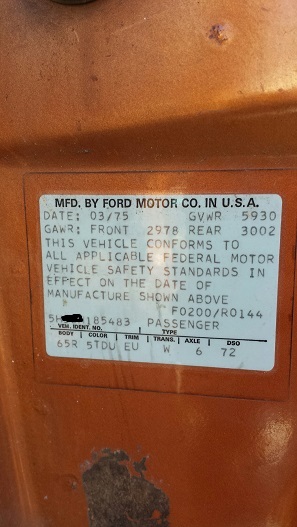 MFD. BY FORD MOTOR CO. IN U.S.A.
DATE: 03/75 GVWR 5930
GAWR: FRONT 2978 REAR 3002
THIS VEHICLE CONFORMS TO
ALL APPLICABLE FEDERAL MOTOR
VEHICLE SAFETY STANDARDS IN
EFFECT ON THE DATE OF
MANUFACTURE SHOWN ABOVE
F0200/R0144
5H 185483 PASSENGER
VEH. IDENT. NO. TYPE
BODY COLOR TRIM TRANS. AXLE DSO
65R 5TDU EU W 6 72